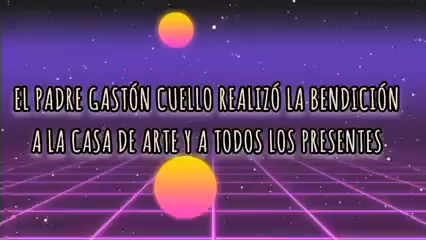 EL PADRE GASTÓN CUELLO REALIZÓ LA BENDICIÓN
A LA CASA DE ARTE Y A TODOS LOS PRESENTES